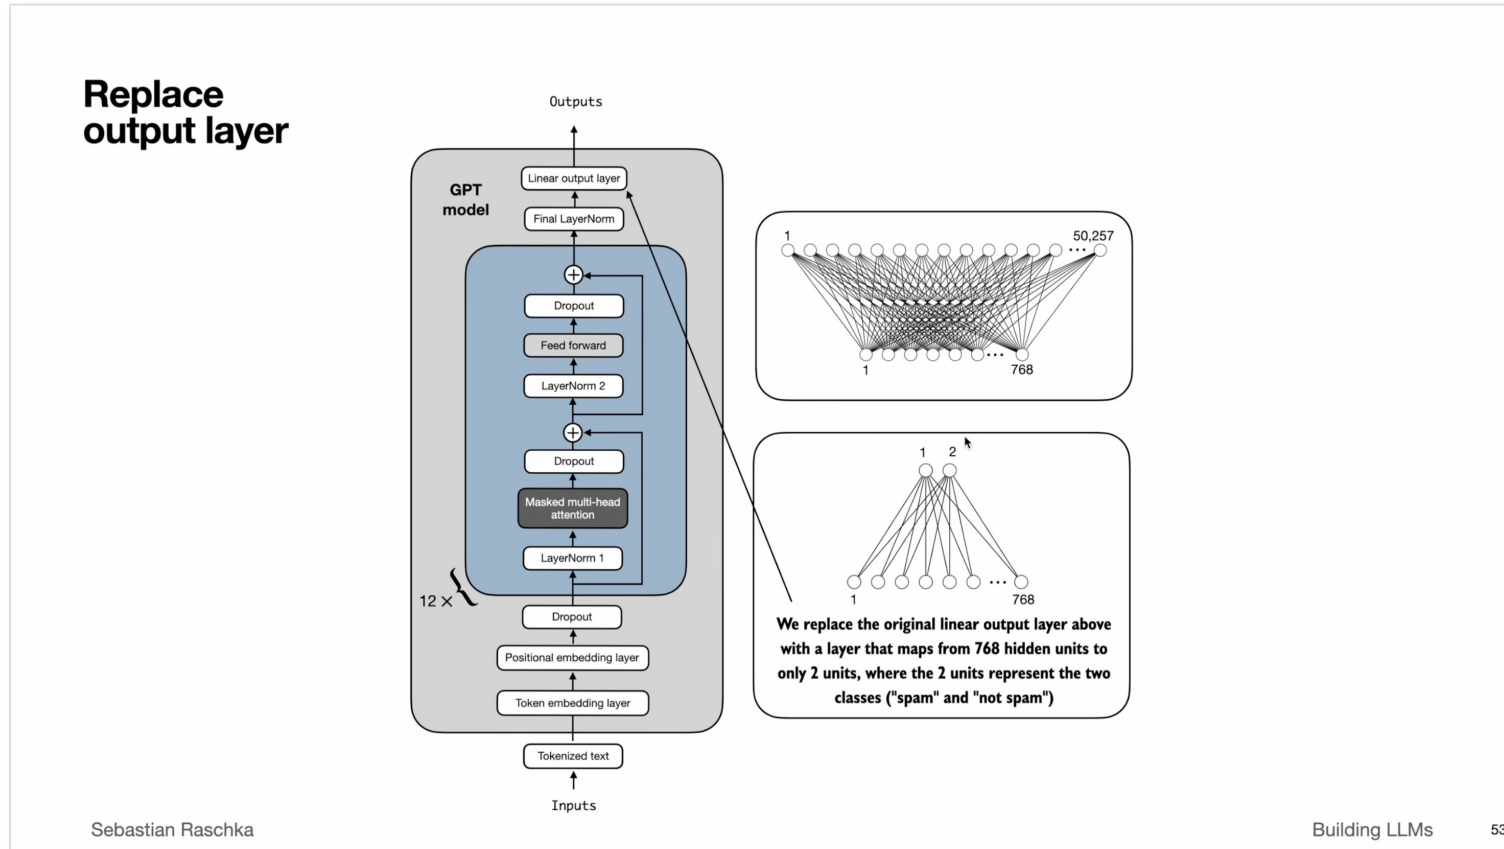 Replace
output layer
Outputs
GPT
model
Linear output layer
Final LayerNorm
Dropout
Feed forward
LayerNorm 2
Dropout
Masked multi-head
attention
LayerNorm 1
12 ×
Dropout
Positional embedding layer
Token embedding layer
Tokenized text
Inputs
1 50,257
1 768
1 2
1 768
We replace the original linear output layer above
with a layer that maps from 768 hidden units to
only 2 units, where the 2 units represent the two
classes ("spam" and "not spam")
Sebastian Raschka
Building LLMs
53